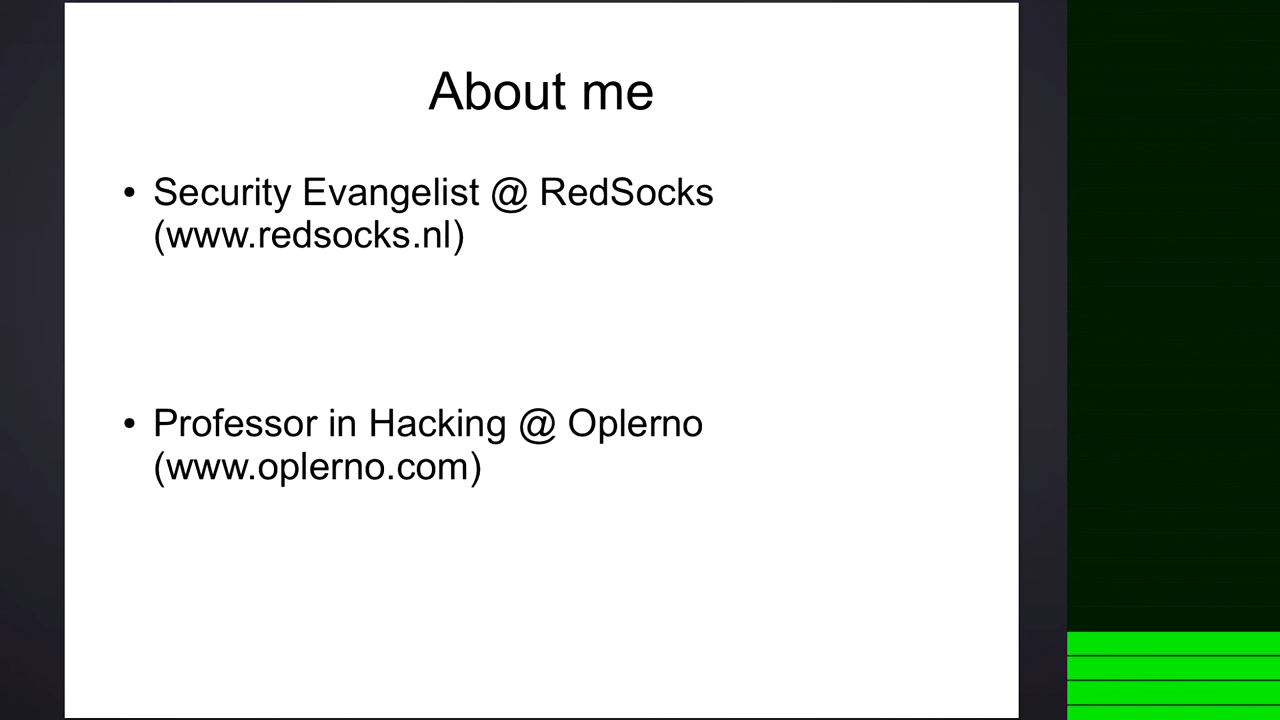 About me
• Security Evangelist @ RedSocks
(www.redsocks.nl)
• Professor in Hacking @ Oplerno
(www.oplerno.com)